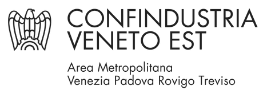 CONFINDUSTRIA
VENETO EST
Area Metropolitana
Venezia Padova Rovigo Treviso